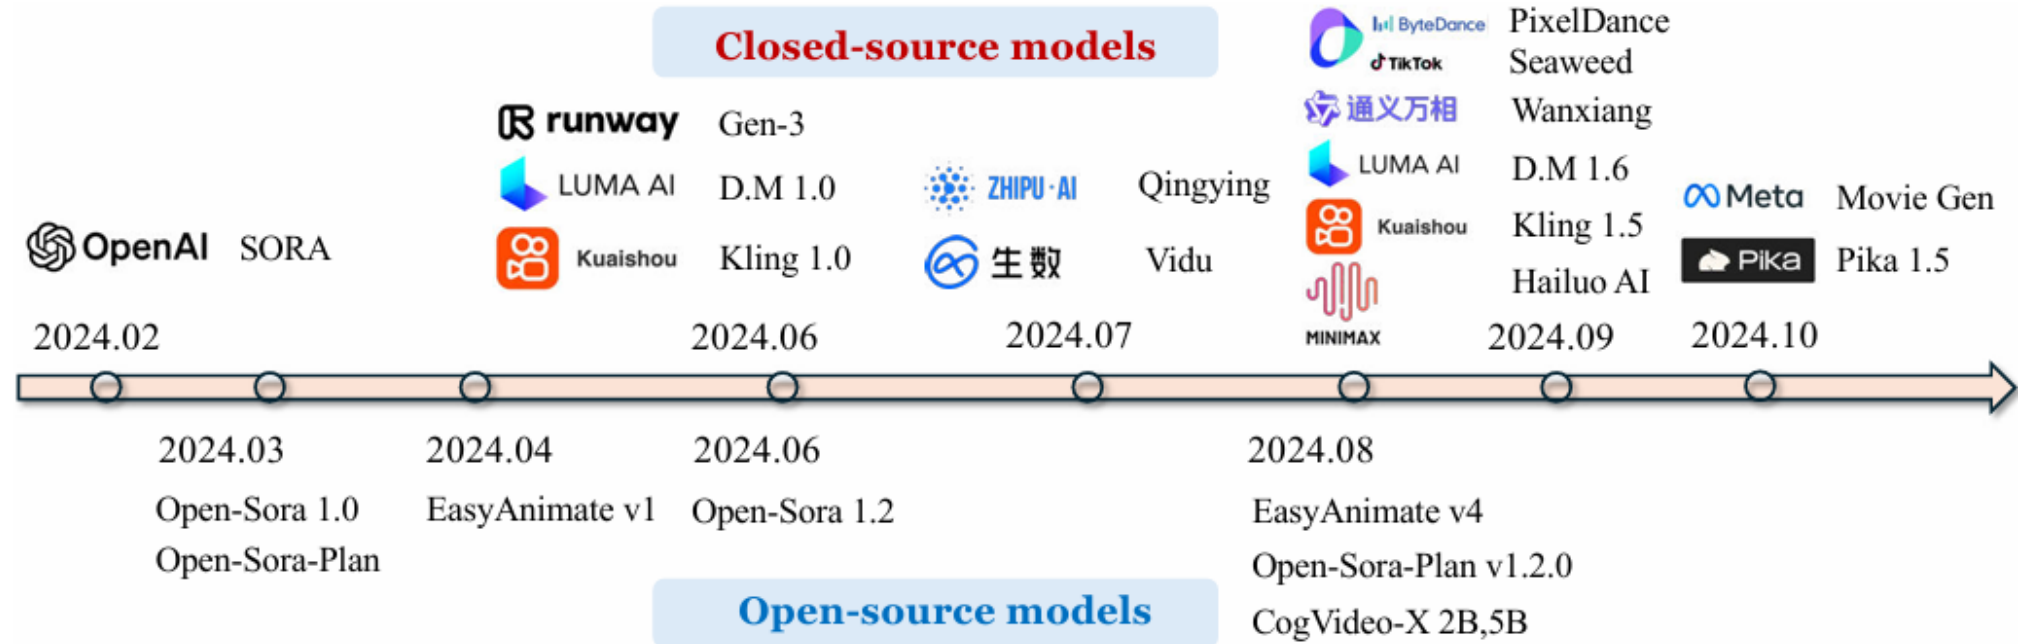 Closed-source models
ByteDance PixelDance
TikTok Seaweed
runway Gen-3
通义万相 Wanxiang
LUMA AI D.M 1.0
ZHIPU·AI Qingying
LUMA AI D.M 1.6
Meta Movie Gen
OpenAI SORA
Kuaishou Kling 1.0
生数 Vidu
Kuaishou Kling 1.5
Pika Pika 1.5
MINIMAX Hailuo AI
2024.02
2024.06
2024.07
2024.09
2024.10
2024.03
2024.04
2024.06
2024.08
Open-Sora 1.0
EasyAnimate v1
Open-Sora 1.2
EasyAnimate v4
Open-Sora-Plan
Open-Sora-Plan v1.2.0
Open-source models
CogVideo-X 2B,5B